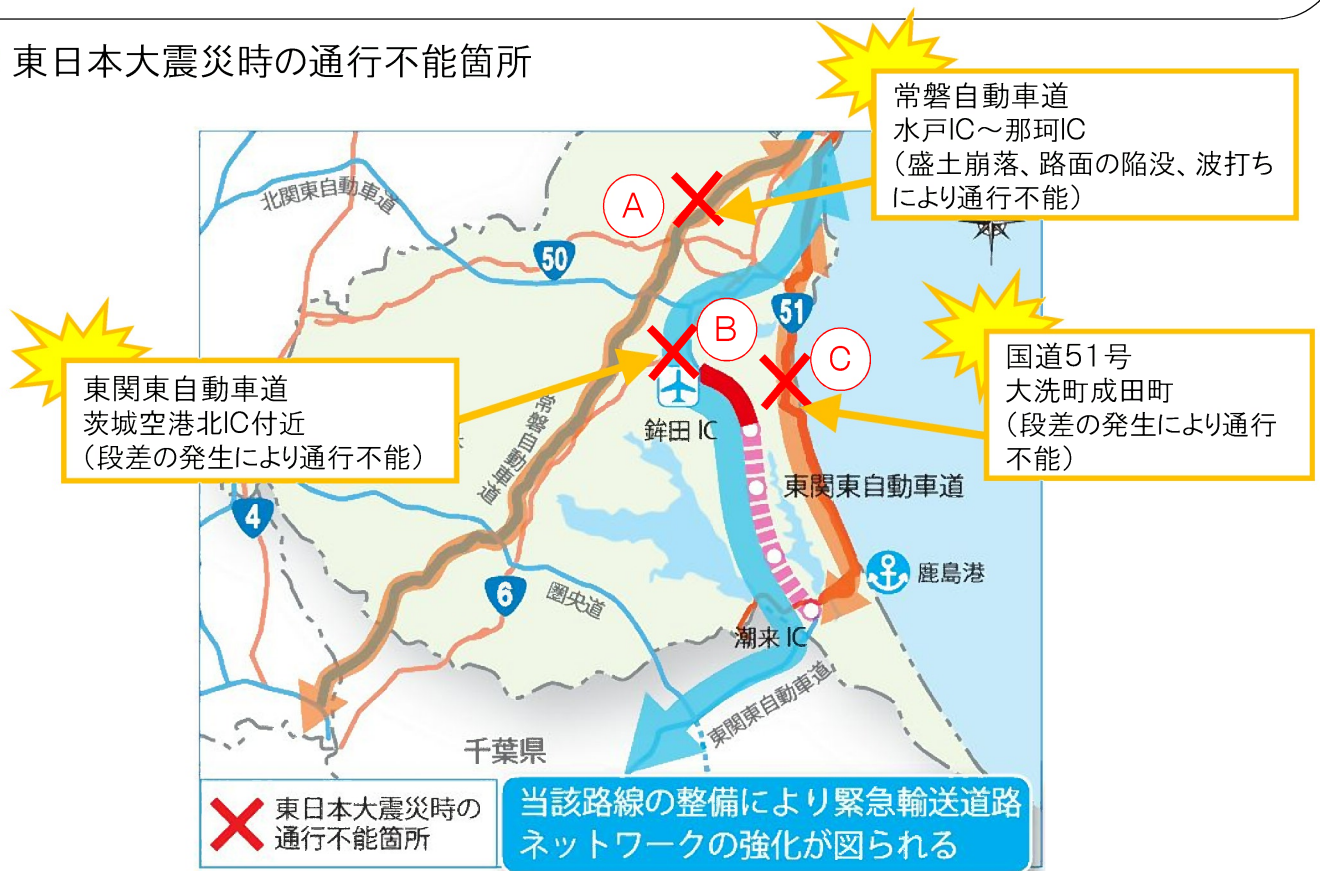 東日本大震災時の通行不能箇所
常磐自動車道
水戸IC～那珂IC
（盛土崩落、路面の陥没、波打ち
により通行不能）
北関東自動車道
A
50
51
B
C
東関東自動車道
茨城空港北IC付近
（段差の発生により通行不能）
国道51号
大洗町成田町
（段差の発生により通行
不能）
鉾田 IC
常磐自動車道
東関東自動車道
4
6
圏央道
鹿島港
潮来 IC
東関東自動車道
千葉県
東日本大震災時の
通行不能箇所
当該路線の整備により緊急輸送道路
ネットワークの強化が図られる